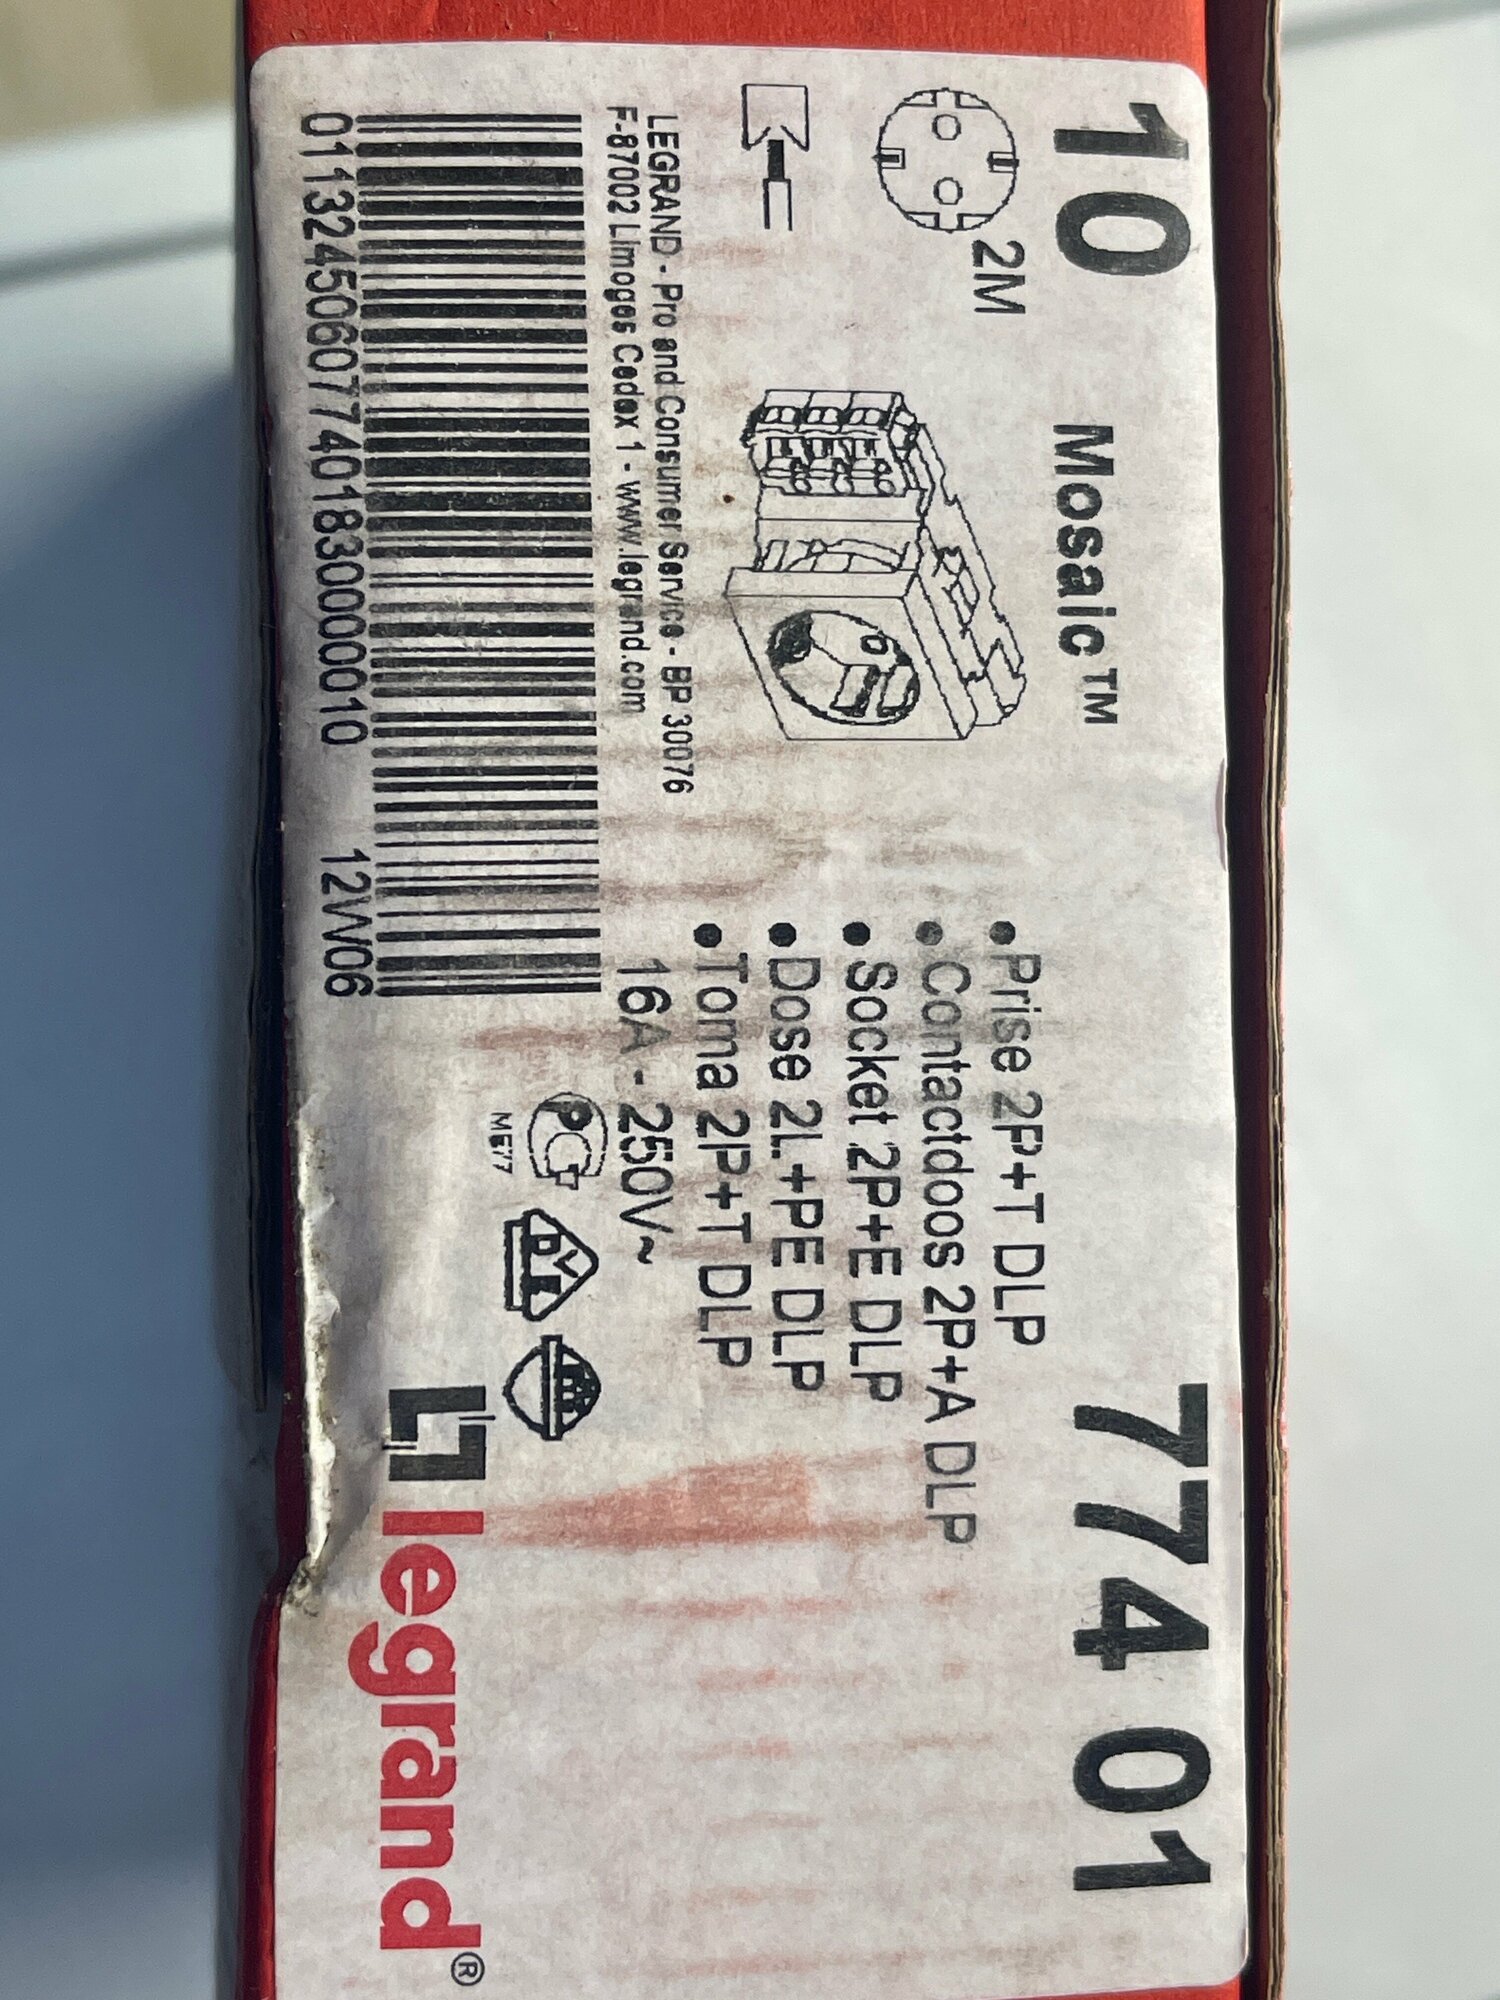 10 Mosaic™ 774 01
2M
• Prise 2P+T DLP
• Contactdoos 2P+A DLP
• Socket 2P+E DLP
• Dose 2L+PE DLP
• Toma 2P+T DLP
16A - 250V~
LEGRAND - Pro and Consumer Service - BP 30076
F-87002 Limoges Cedex 1 - www.legrand.com
ME77
01132450607740183000010 12W06
legrand®